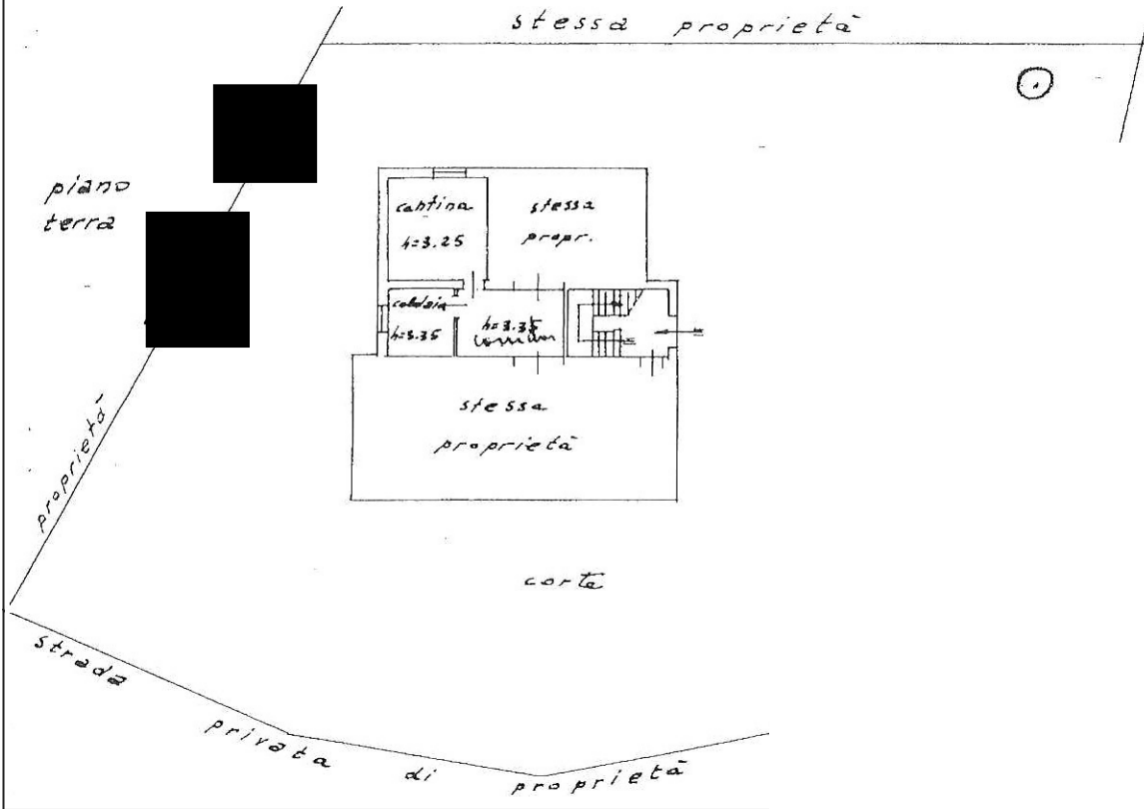 stessa proprietà
piano
terra
cantina
h=3.25
stessa
propr.
caldaia
h=3.35
h=3.35
stessa
proprietà
proprietà
corte
strada privata di proprietà